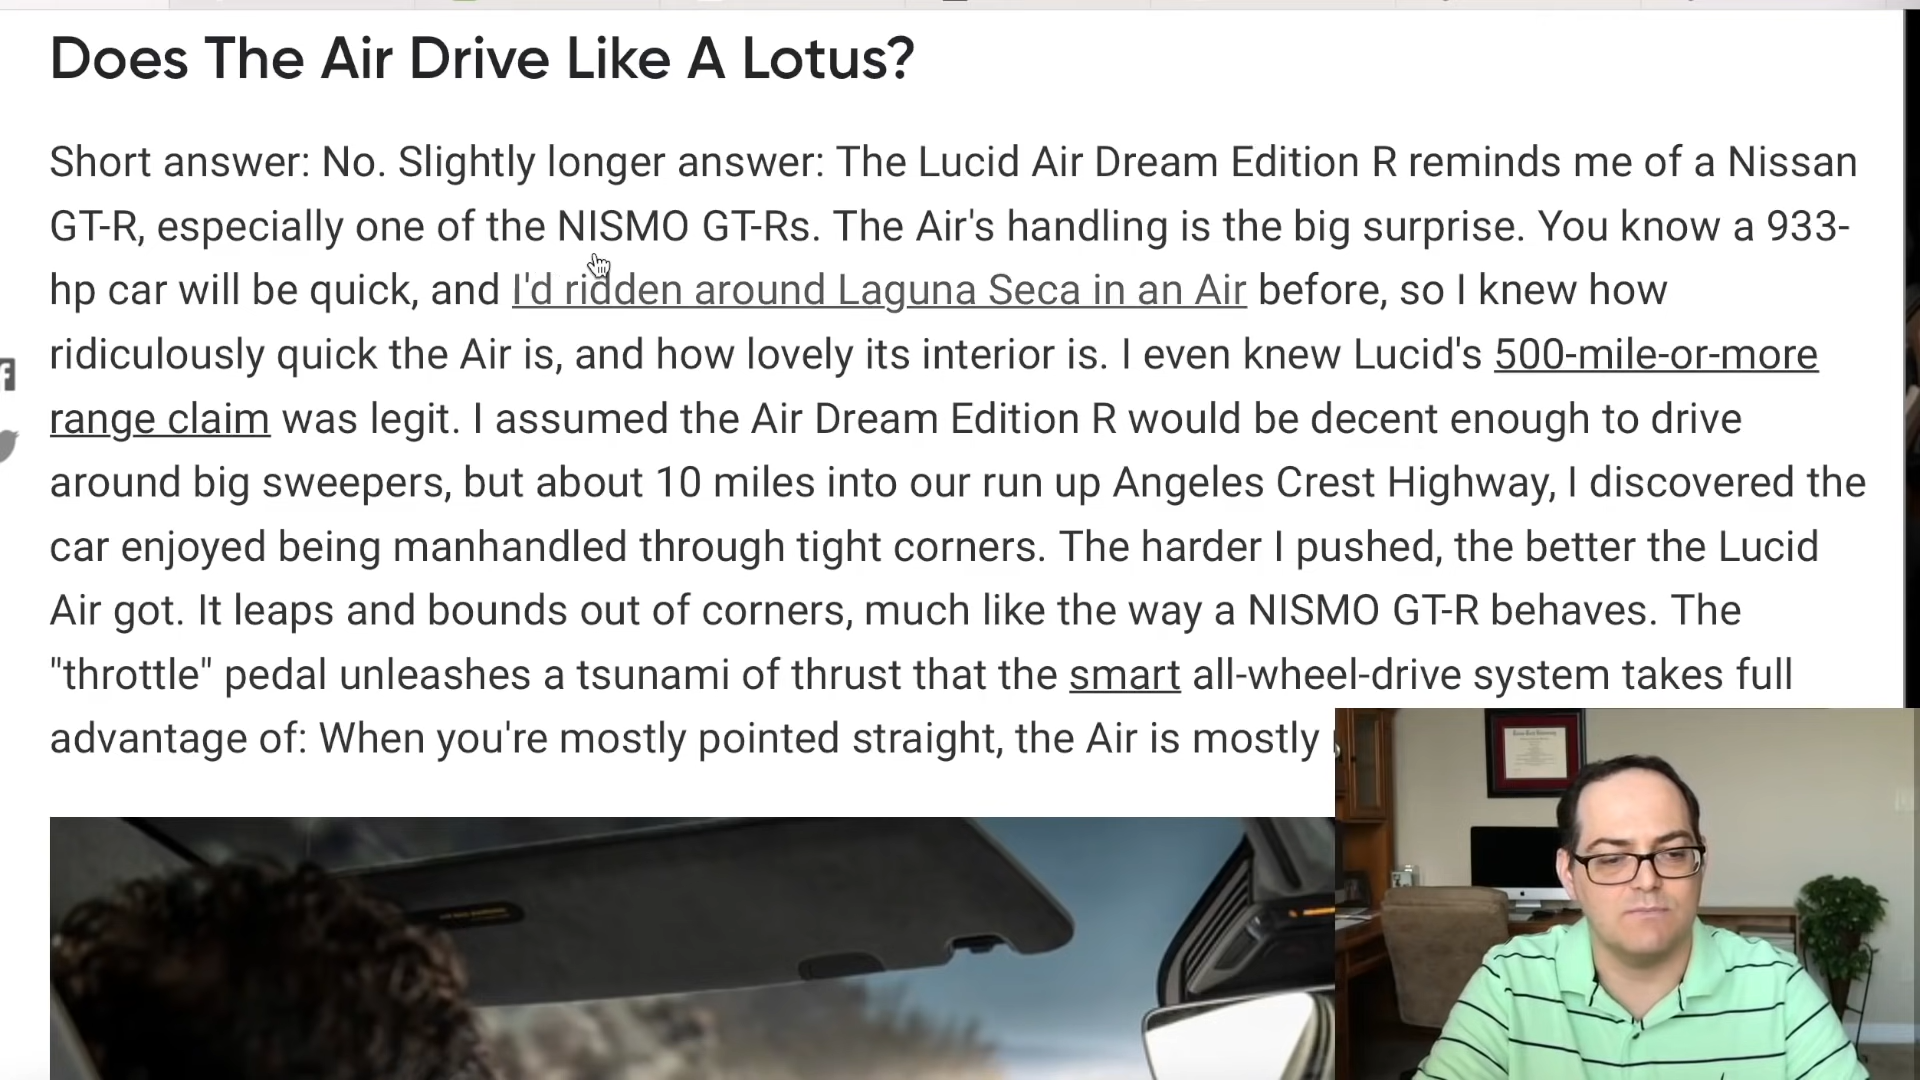 Does The Air Drive Like A Lotus?
Short answer: No. Slightly longer answer: The Lucid Air Dream Edition R reminds me of a Nissan
GT-R, especially one of the NISMO GT-Rs. The Air's handling is the big surprise. You know a 933-
hp car will be quick, and I'd ridden around Laguna Seca in an Air before, so I knew how
ridiculously quick the Air is, and how lovely its interior is. I even knew Lucid's 500-mile-or-more
range claim was legit. I assumed the Air Dream Edition R would be decent enough to drive
around big sweepers, but about 10 miles into our run up Angeles Crest Highway, I discovered the
car enjoyed being manhandled through tight corners. The harder I pushed, the better the Lucid
Air got. It leaps and bounds out of corners, much like the way a NISMO GT-R behaves. The
"throttle" pedal unleashes a tsunami of thrust that the smart all-wheel-drive system takes full
advantage of: When you're mostly pointed straight, the Air is mostly